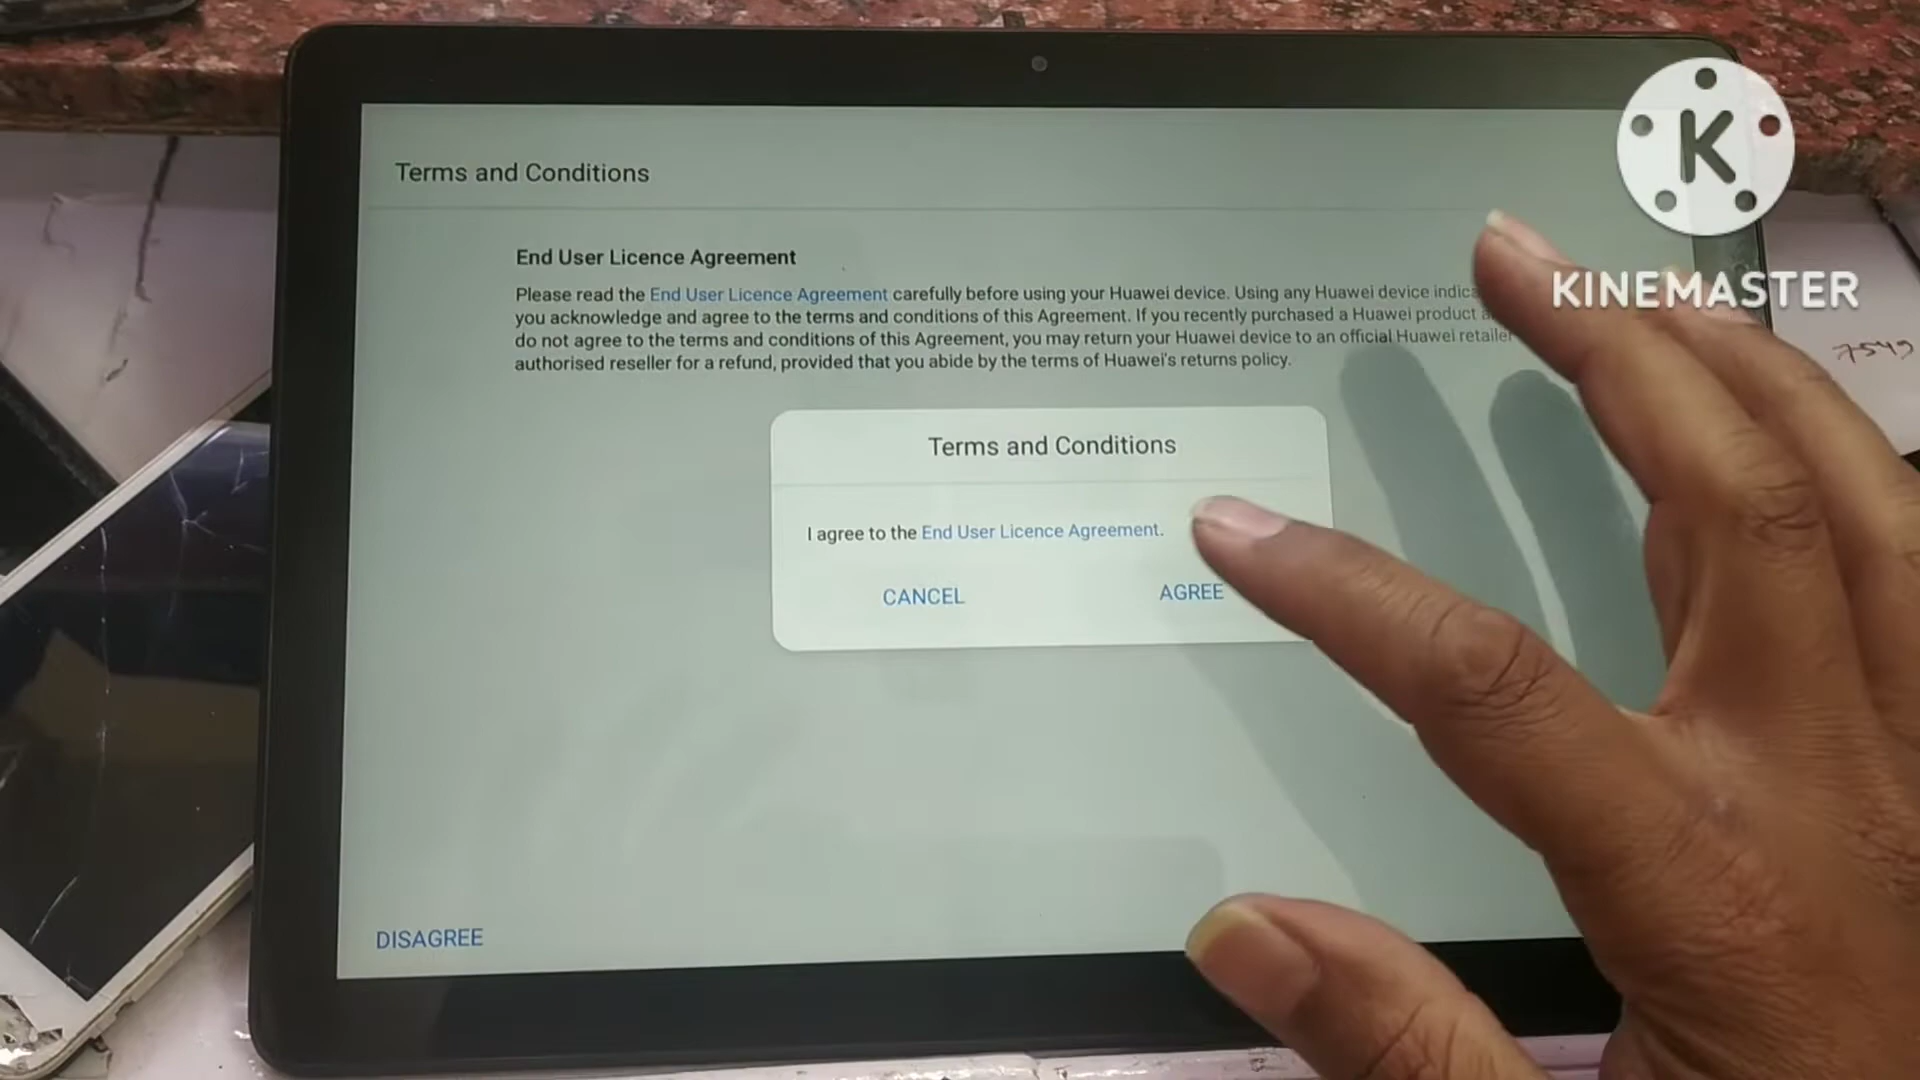 Terms and Conditions
End User Licence Agreement
Please read the End User Licence Agreement carefully before using your Huawei device. Using any Huawei device
you acknowledge and agree to the terms and conditions of this Agreement. If you recently purchased a Huawei product
do not agree to the terms and conditions of this Agreement, you may return your Huawei device to an official Huawei retailer
authorised reseller for a refund, provided that you abide by the terms of Huawei's returns policy.
Terms and Conditions
I agree to the End User Licence Agreement.
CANCEL
AGREE
DISAGREE
K
KINEMASTER